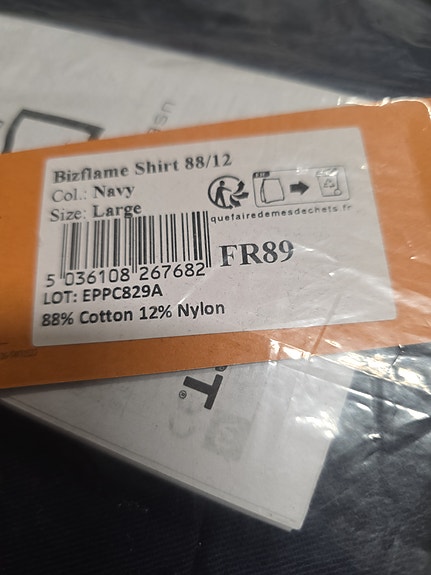 Bizflame Shirt 88/12
Col.: Navy
Size: Large
FR
quefairedemesdechets.fr
5 036108 267682
FR89
LOT: EPPC829A
88% Cotton 12% Nylon